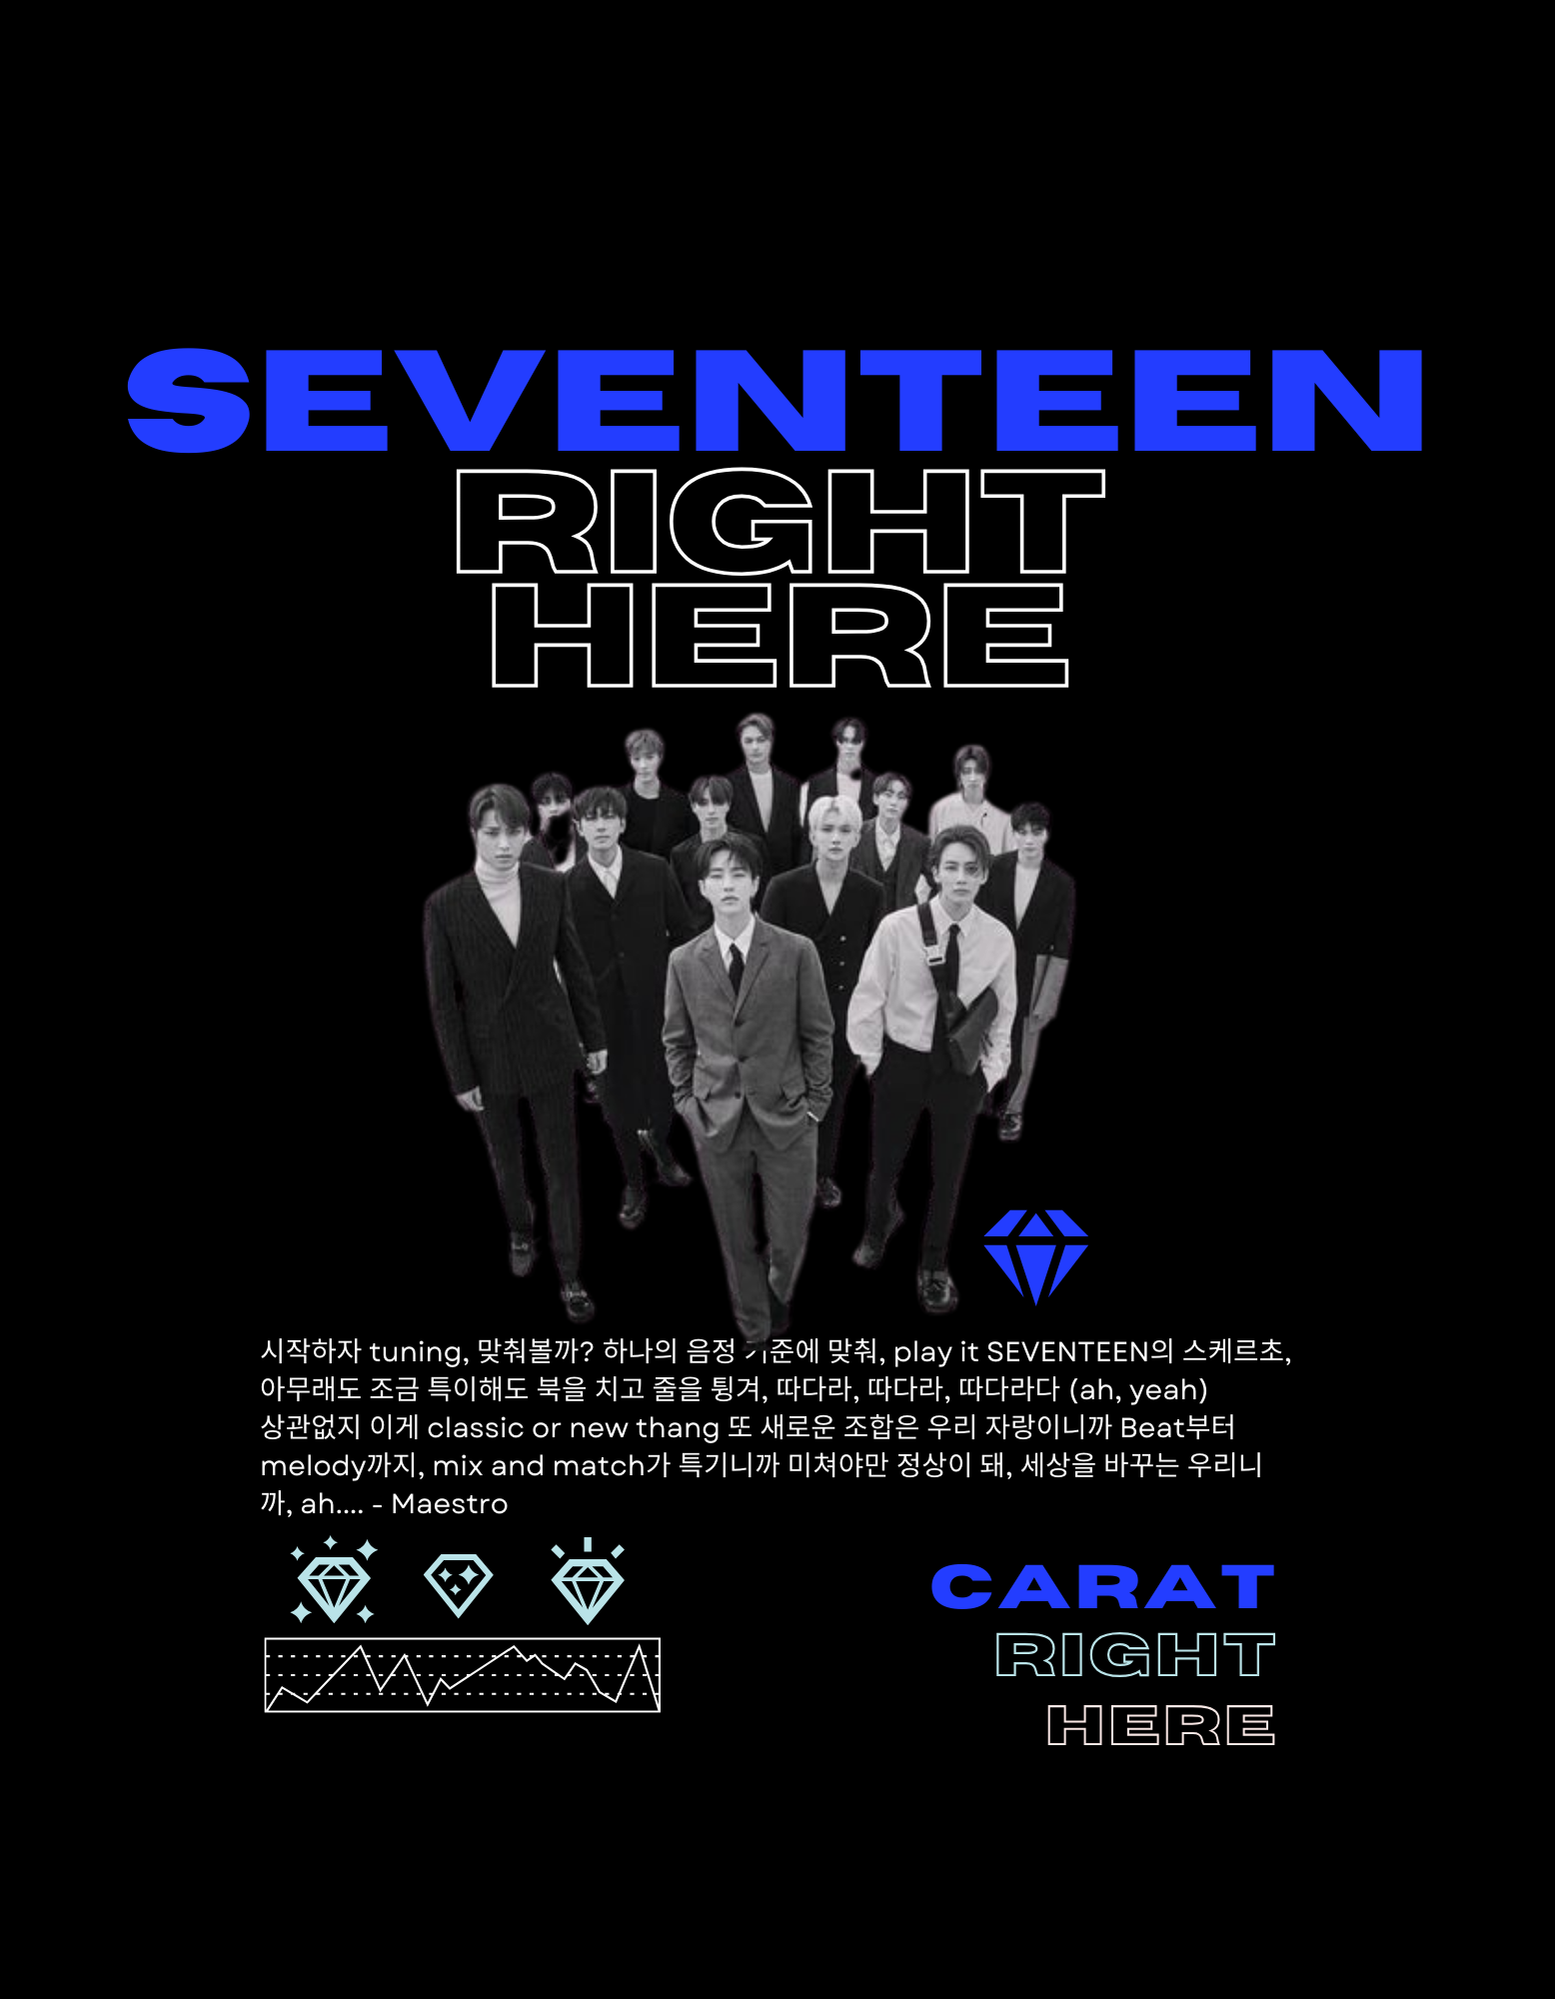 SEVENTEEN
RIGHT
HERE
시작하자 tuning, 맞춰볼까? 하나의 음정 기준에 맞춰, play it SEVENTEEN의 스케르초,
아무래도 조금 특이해도 북을 치고 줄을 튕겨, 따다라, 따다라, 따다라다 (ah, yeah)
상관없지 이게 classic or new thang 또 새로운 조합은 우리 자랑이니까 Beat부터
melody까지, mix and match가 특기니까 미쳐야만 정상이 돼, 세상을 바꾸는 우리니
까, ah.... - Maestro
CARAT
RIGHT
HERE